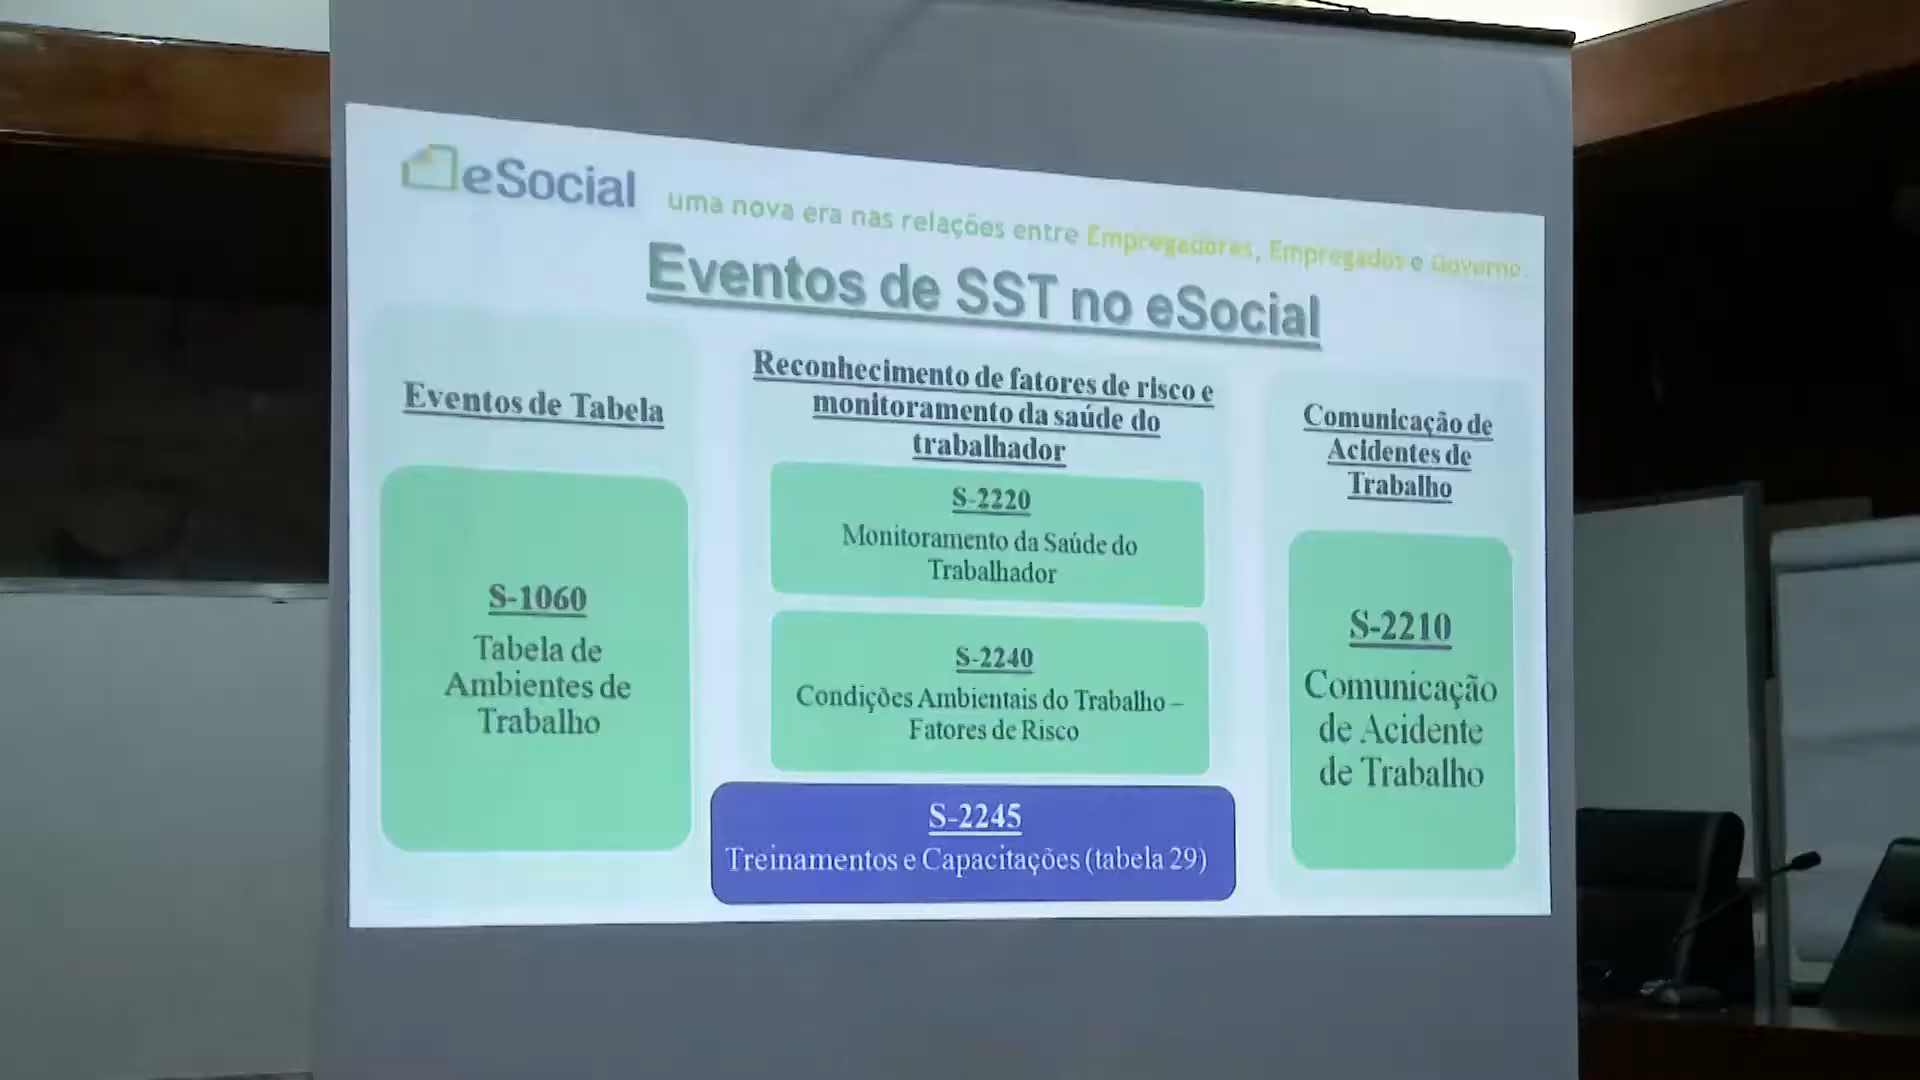 eSocial
uma nova era nas relações entre Empregadores, Empregados e Governo.
Eventos de SST no eSocial
Eventos de Tabela
S-1060
Tabela de
Ambientes de
Trabalho
Reconhecimento de fatores de risco e
monitoramento da saúde do
trabalhador
S-2220
Monitoramento da Saúde do
Trabalhador
S-2240
Condições Ambientais do Trabalho –
Fatores de Risco
S-2245
Treinamentos e Capacitações (tabela 29)
Comunicação de
Acidentes de
Trabalho
S-2210
Comunicação
de Acidente
de Trabalho